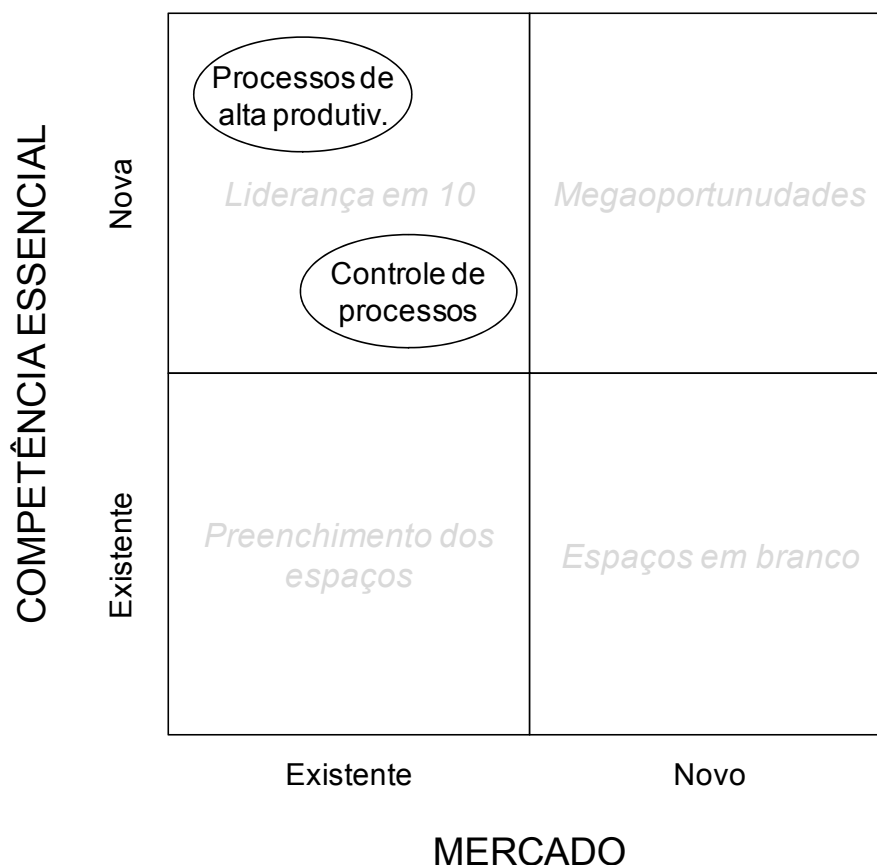 Processos de
alta produtiv.
Liderança em 10
Megaoportunudades
Controle de
processos
Preenchimento dos
espaços
Espaços em branco
COMPETÊNCIA ESSENCIAL
Nova
Existente
Existente
Novo
MERCADO